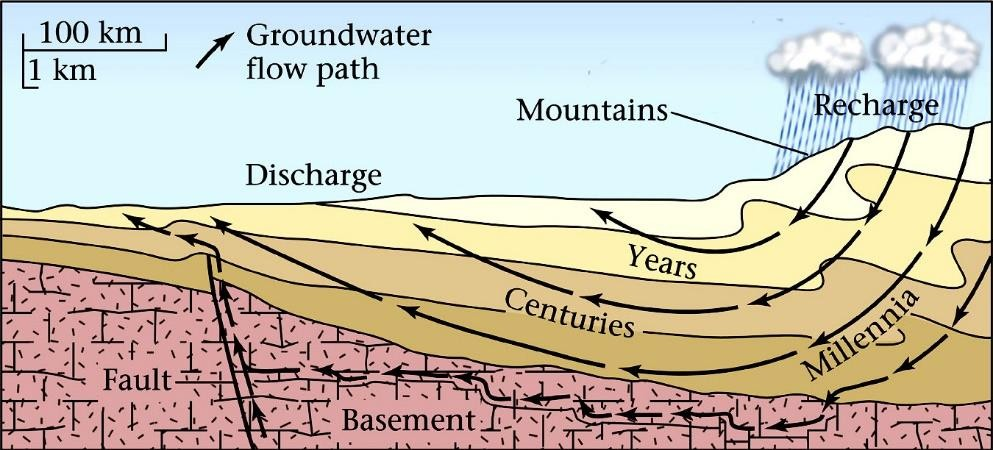 100 km
1 km
Groundwater
flow path
Mountains
Recharge
Discharge
Years
Centuries
Millennia
Fault
Basement